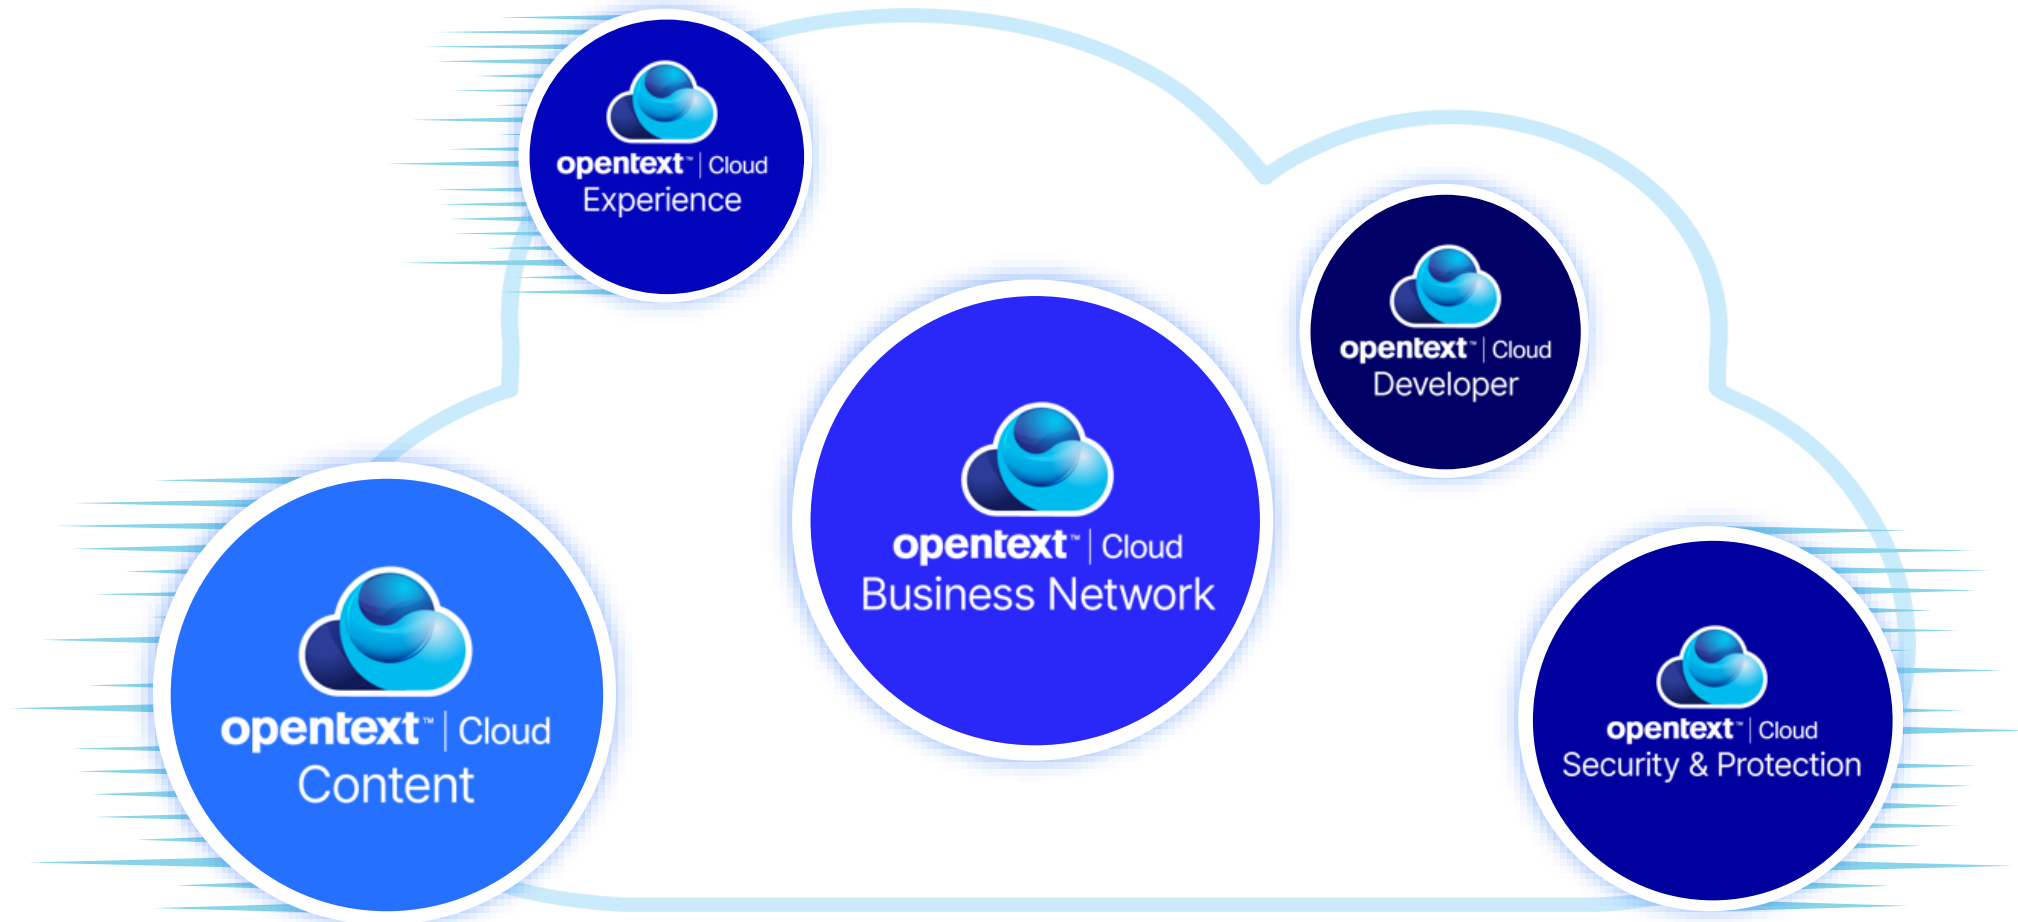 opentext™ | Cloud
Experience
opentext™ | Cloud
Developer
opentext™ | Cloud
Business Network
opentext™ | Cloud
Content
opentext™ | Cloud
Security & Protection